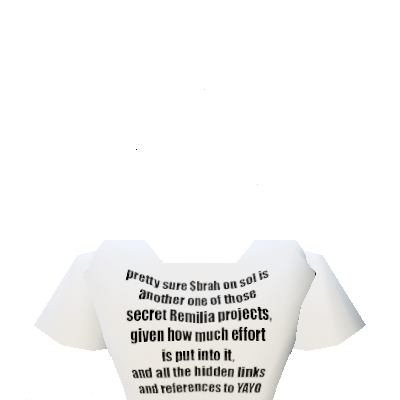 pretty sure $brah on sol is
another one of those
secret Remilia projects,
given how much effort
is put into it,
and all the hidden links
and references to YAYO